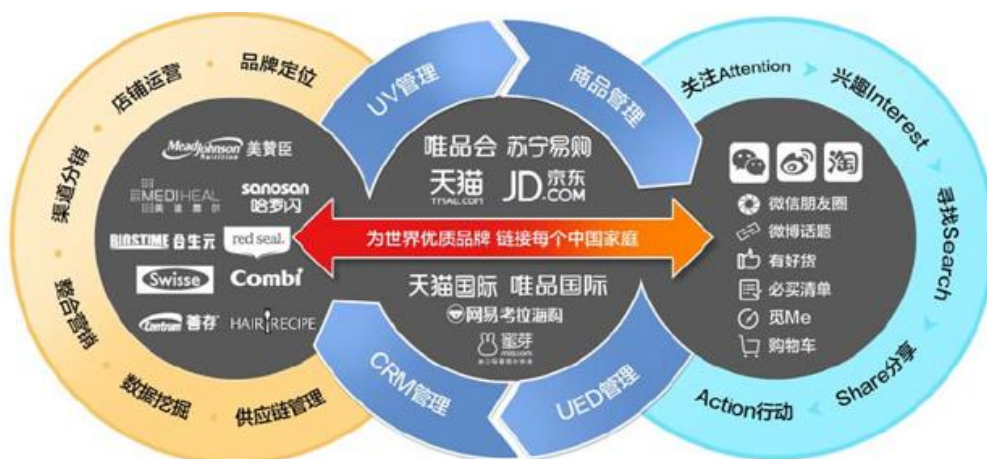 品牌定位
店铺运营
渠道分销
整合营销
数据挖掘
供应链管理
MeadJohnson
Nutrition
美赞臣
MEDIHEAL
sanosan
哈罗闪
BIOSTIME 合生元
red seal.
Swisse
Combi
Centrum 善存
HAIR RECIPE
UV管理
商品管理
唯品会 苏宁易购
天猫
TMALL.COM
JD 京东
.COM
为世界优质品牌 链接每个中国家庭
天猫国际 唯品国际
网易考拉海购
蜜芽
mia.com
CRM管理
UED管理
关注Attention
兴趣Interest
寻找Search
Share分享
Action行动
淘
微信朋友圈
微博话题
有好货
必买清单
觅Me
购物车